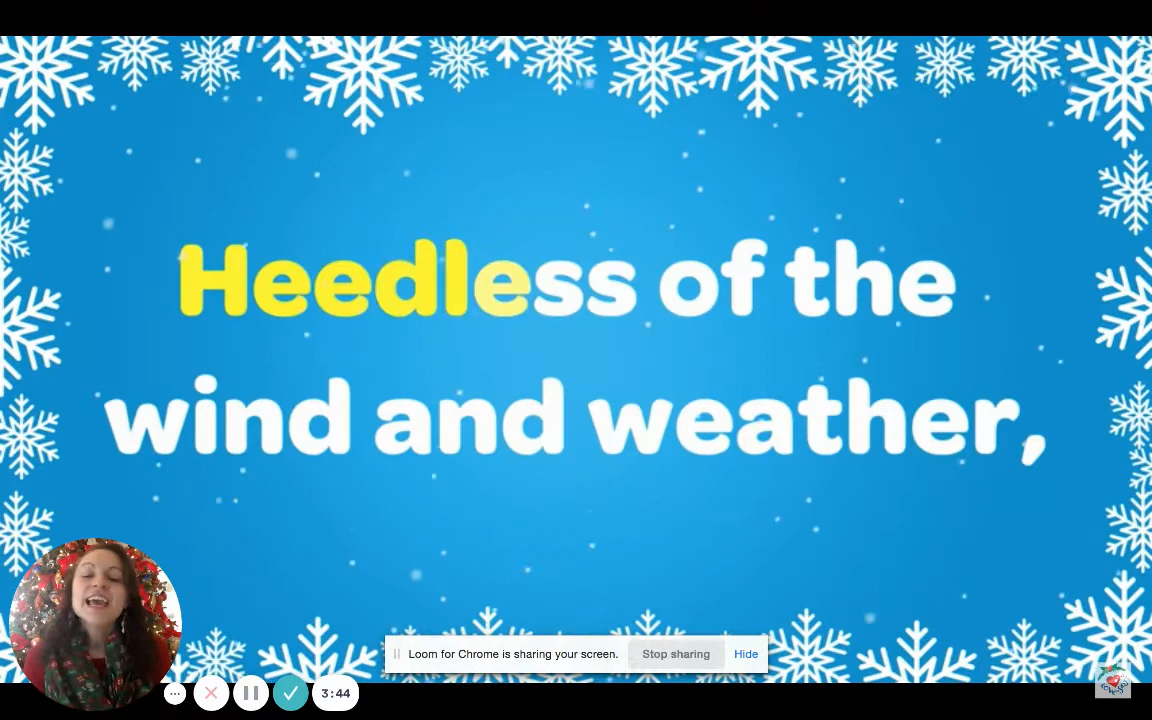 Heedless of the
wind and weather,
Loom for Chrome is sharing your screen. Stop sharing Hide
3:44